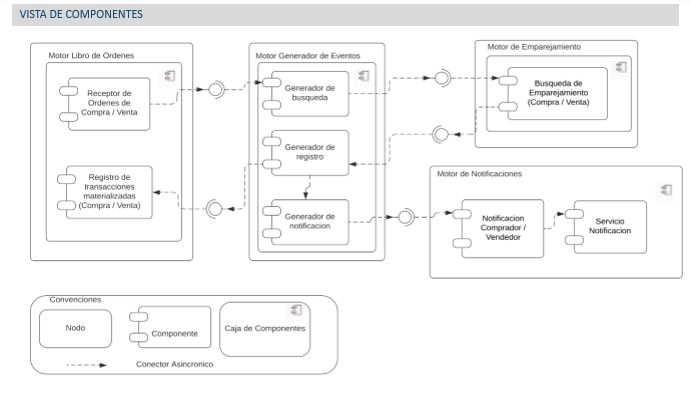 VISTA DE COMPONENTES
Motor Libro de Ordenes
Receptor de
Ordenes de
Compra / Venta
Registro de
transacciones
materializadas
(Compra / Venta)
Motor Generador de Eventos
Generador de
busqueda
Generador de
registro
Generador de
notificacion
Motor de Emparejamiento
Busqueda de
Emparejamiento
(Compra / Venta)
Motor de Notificaciones
Notificacion
Comprador /
Vendedor
Servicio
Notificacion
Convenciones
Nodo
Componente
Caja de Componentes
Conector Asincronico